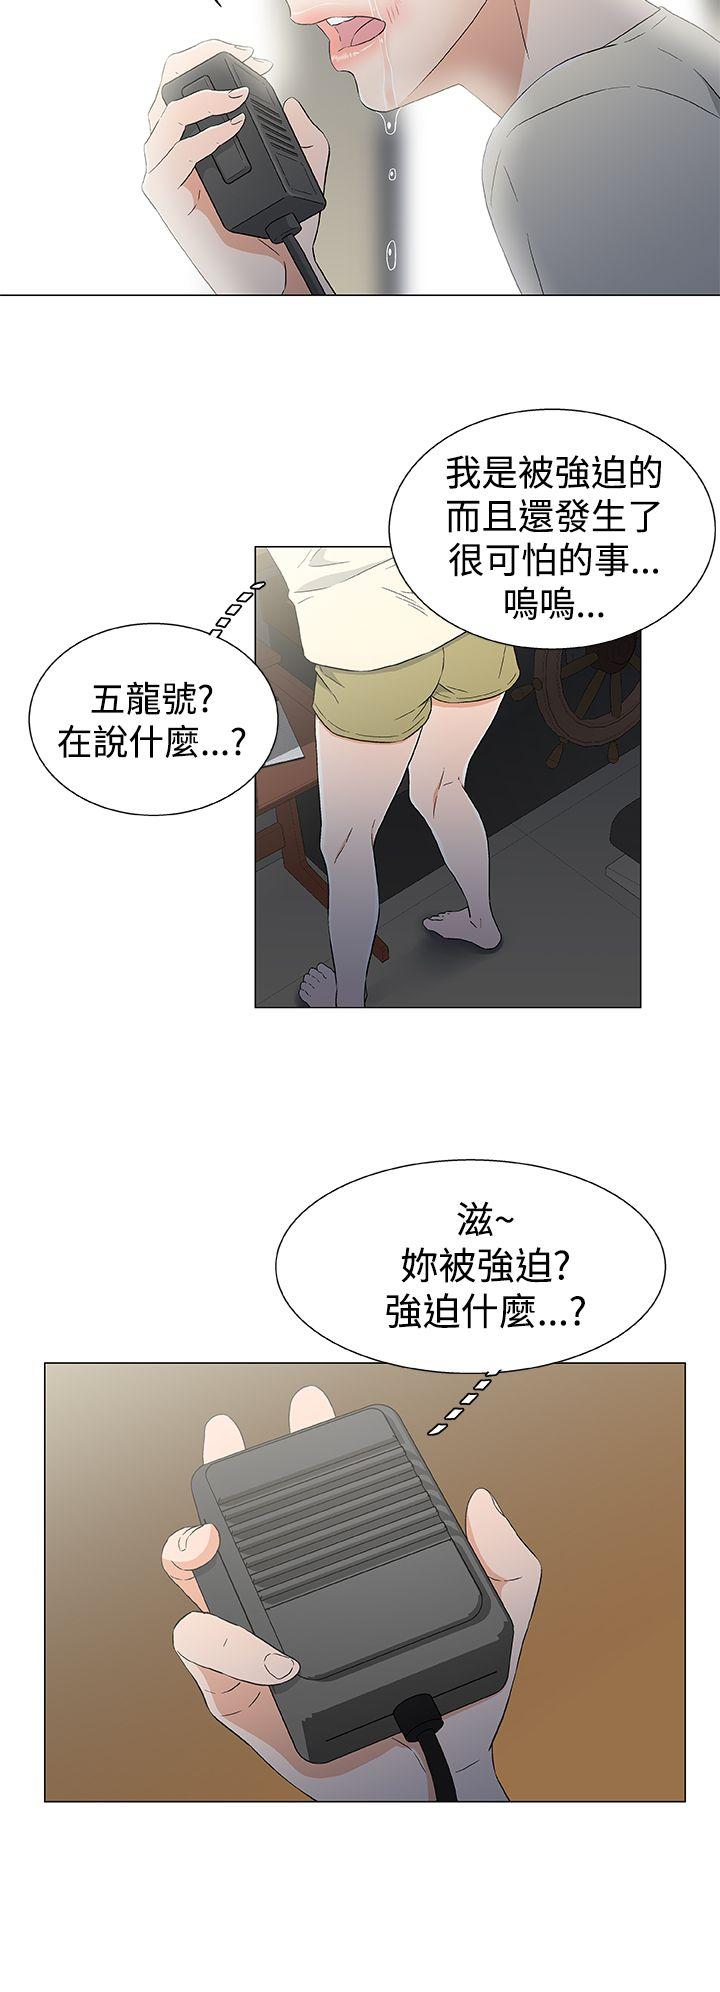 我是被強迫的
而且還發生了
很可怕的事...
嗚嗚...
五龍號?
在說什麼...?
滋~
妳被強迫?
強迫什麼...?